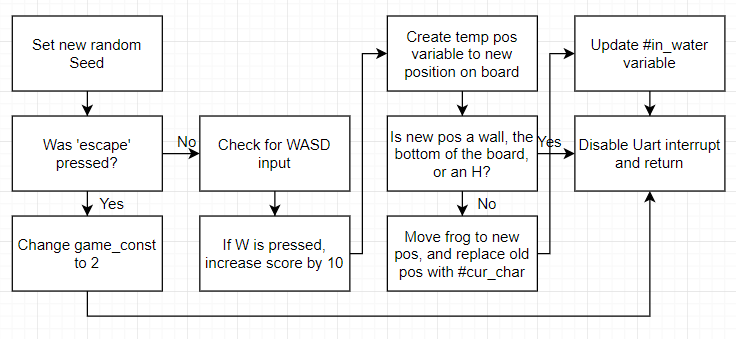 Set new random
Seed
Was 'escape'
pressed?
No
Yes
Change game_const
to 2
Check for WASD
input
If W is pressed,
increase score by 10
Create temp pos
variable to new
position on board
Is new pos a wall, the
bottom of the board,
or an H?
Yes
No
Move frog to new
pos, and replace old
pos with #cur_char
Update #in_water
variable
Disable Uart interrupt
and return